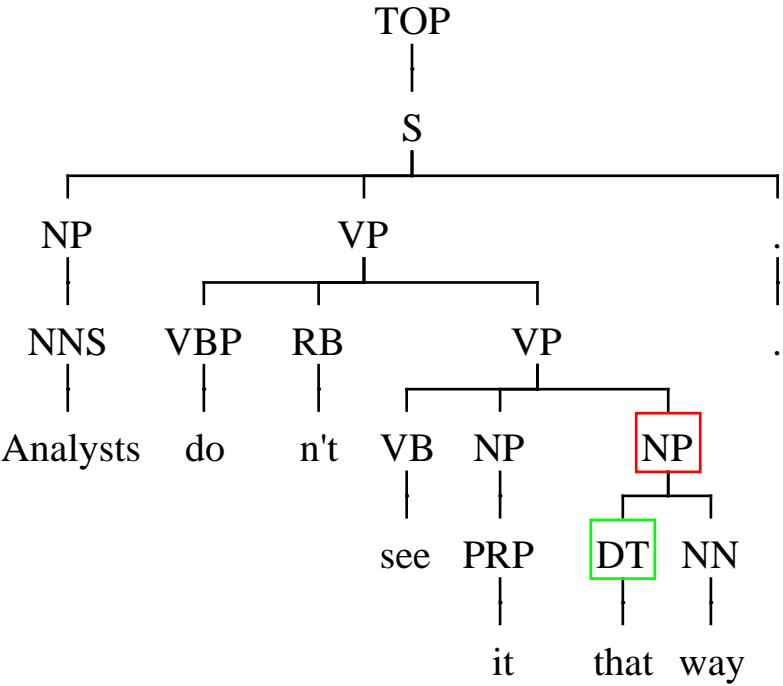 TOP
S
NP VP .
NNS VBP RB VP .
Analysts do n't VB NP NP
see PRP DT NN
it that way